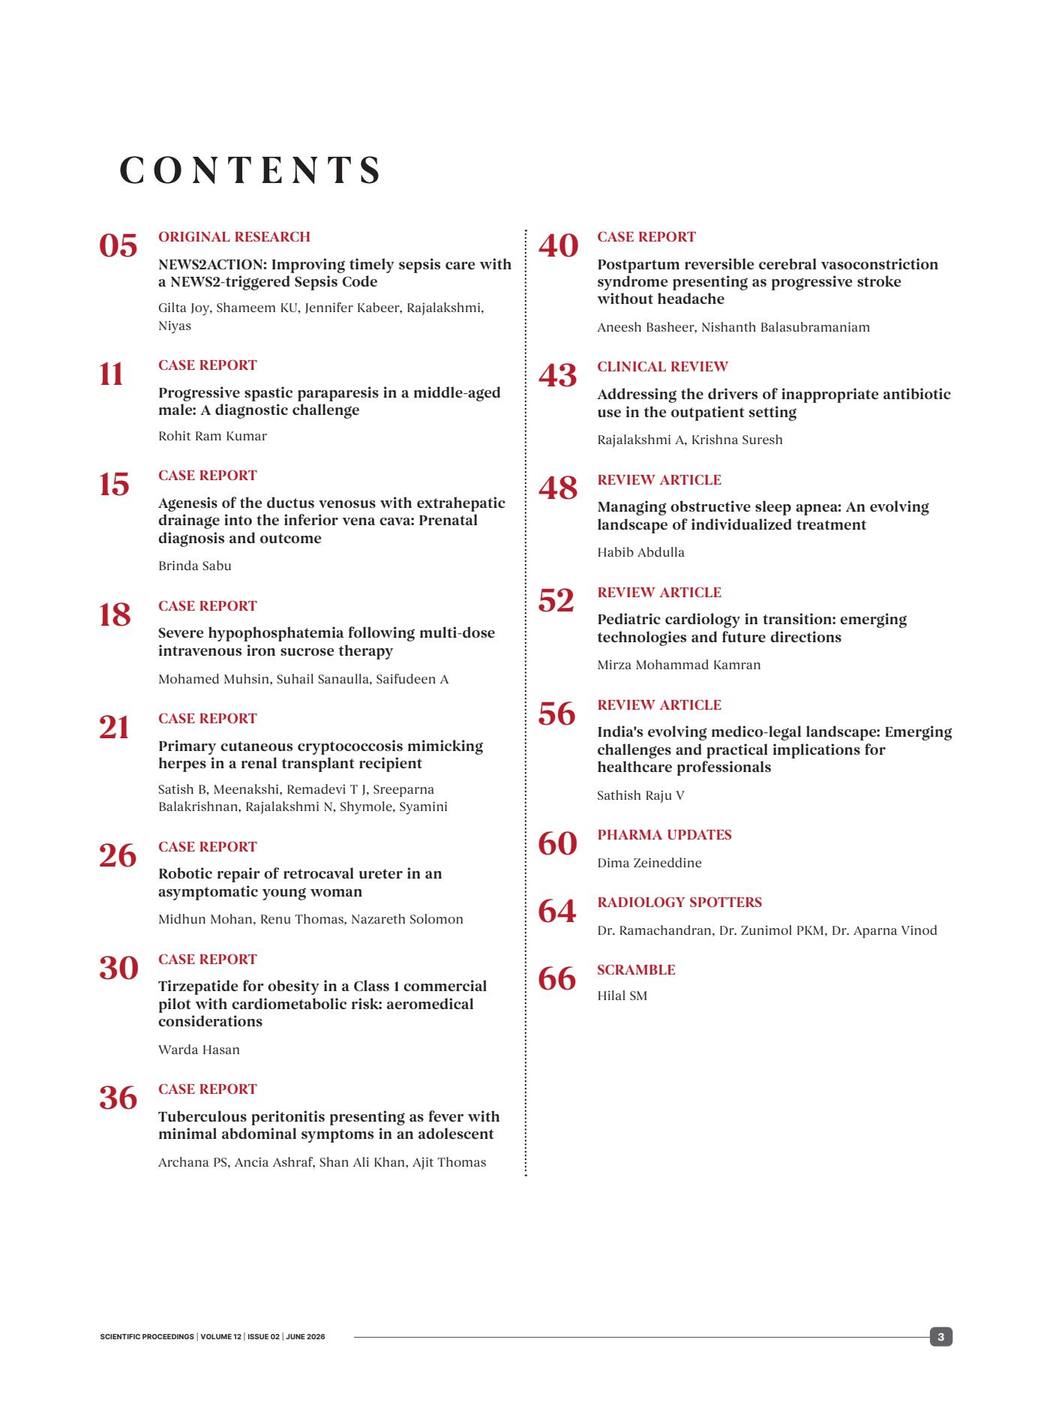 CONTENTS
05
ORIGINAL RESEARCH
NEWS2ACTION: Improving timely sepsis care with
a NEWS2-triggered Sepsis Code
Gilta Joy, Shameem KU, Jennifer Kabeer, Rajalakshmi,
Niyas
11
CASE REPORT
Progressive spastic paraparesis in a middle-aged
male: A diagnostic challenge
Rohit Ram Kumar
15
CASE REPORT
Agenesis of the ductus venosus with extrahepatic
drainage into the inferior vena cava: Prenatal
diagnosis and outcome
Brinda Sabu
18
CASE REPORT
Severe hypophosphatemia following multi-dose
intravenous iron sucrose therapy
Mohamed Muhsin, Suhail Sanaulla, Saifudeen A
21
CASE REPORT
Primary cutaneous cryptococcosis mimicking
herpes in a renal transplant recipient
Satish B, Meenakshi, Remadevi T J, Sreeparna
Balakrishnan, Rajalakshmi N, Shymole, Syamini
26
CASE REPORT
Robotic repair of retrocaval ureter in an
asymptomatic young woman
Midhun Mohan, Renu Thomas, Nazareth Solomon
30
CASE REPORT
Tirzepatide for obesity in a Class 1 commercial
pilot with cardiometabolic risk: aeromedical
considerations
Warda Hasan
36
CASE REPORT
Tuberculous peritonitis presenting as fever with
minimal abdominal symptoms in an adolescent
Archana PS, Ancia Ashraf, Shan Ali Khan, Ajit Thomas
40
CASE REPORT
Postpartum reversible cerebral vasoconstriction
syndrome presenting as progressive stroke
without headache
Aneesh Basheer, Nishanth Balasubramaniam
43
CLINICAL REVIEW
Addressing the drivers of inappropriate antibiotic
use in the outpatient setting
Rajalakshmi A, Krishna Suresh
48
REVIEW ARTICLE
Managing obstructive sleep apnea: An evolving
landscape of individualized treatment
Habib Abdulla
52
REVIEW ARTICLE
Pediatric cardiology in transition: emerging
technologies and future directions
Mirza Mohammad Kamran
56
REVIEW ARTICLE
India's evolving medico-legal landscape: Emerging
challenges and practical implications for
healthcare professionals
Sathish Raju V
60
PHARMA UPDATES
Dima Zeineddine
64
RADIOLOGY SPOTTERS
Dr. Ramachandran, Dr. Zunimol PKM, Dr. Aparna Vinod
66
SCRAMBLE
Hilal SM
SCIENTIFIC PROCEEDINGS | VOLUME 12 | ISSUE 02 | JUNE 2026
3